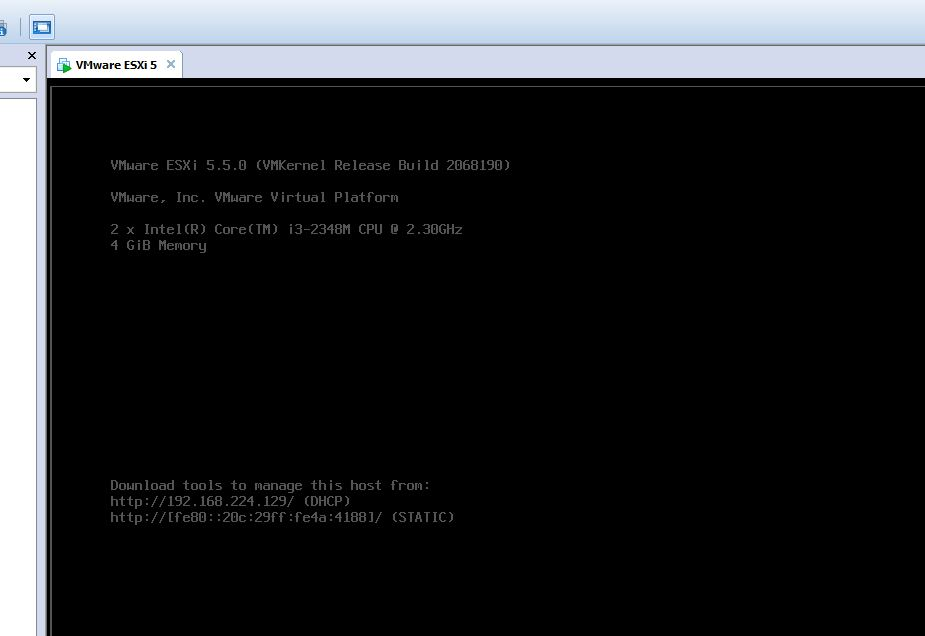 VMware ESXi 5
VMware ESXi 5.5.0 (VMKernel Release Build 2068190)
VMware, Inc. VMware Virtual Platform
2 x Intel(R) Core(TM) i3-2348M CPU @ 2.30GHz
4 GiB Memory
Download tools to manage this host from:
http://192.168.224.129/ (DHCP)
http://[fe80::20c:29ff:fe4a:4188]/ (STATIC)